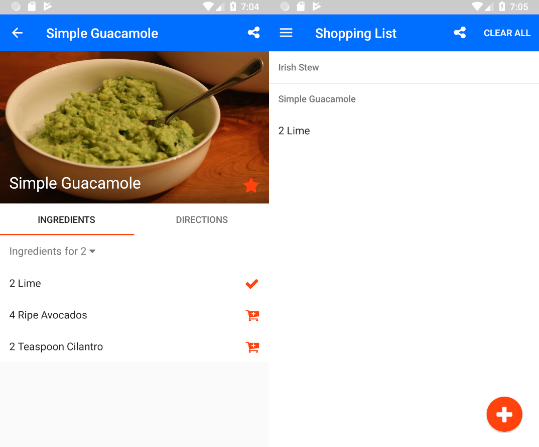 7:04
Simple Guacamole
Simple Guacamole
INGREDIENTS DIRECTIONS
Ingredients for 2
2 Lime
4 Ripe Avocados
2 Teaspoon Cilantro
7:05
Shopping List CLEAR ALL
Irish Stew
Simple Guacamole
2 Lime